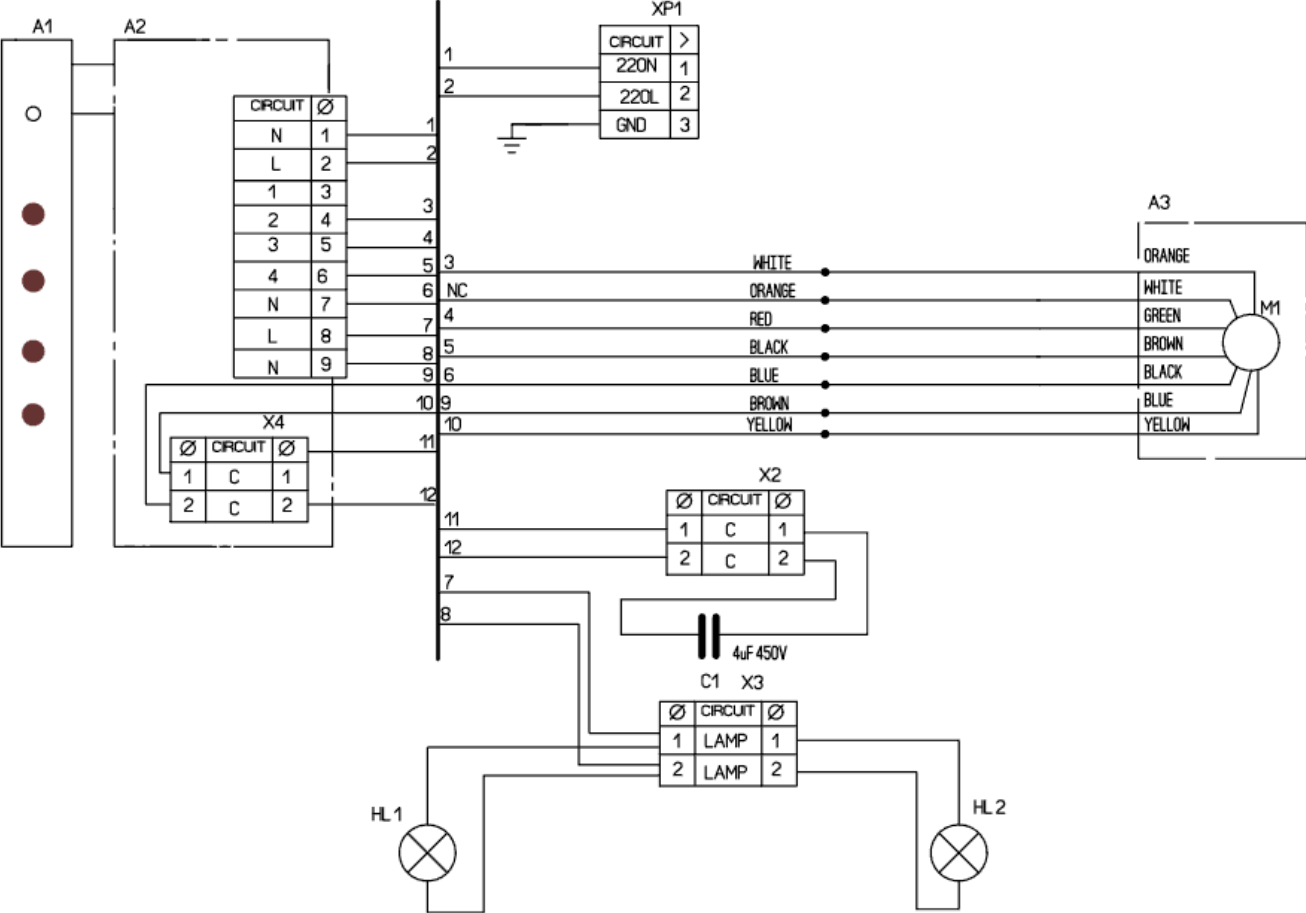 XP1
A1
A2
CIRCUIT >
220N 1
220L 2
GND 3
1
2
CIRCUIT Ø
N 1
L 2
1 3
2 4
3 5
4 6
N 7
L 8
N 9
1
2
3
4
5
6
7
8
9
10
11
12
3
NC
4
5
6
9
10
11
12
7
8
WHITE
ORANGE
RED
BLACK
BLUE
BROWN
YELLOW
A3
ORANGE
WHITE
GREEN
BROWN
BLACK
BLUE
YELLOW
M1
X4
Ø CIRCUIT Ø
1 C 1
2 C 2
X2
Ø CIRCUIT Ø
1 C 1
2 C 2
4uF 450V
C1
X3
Ø CIRCUIT Ø
1 LAMP 1
2 LAMP 2
HL1
HL2